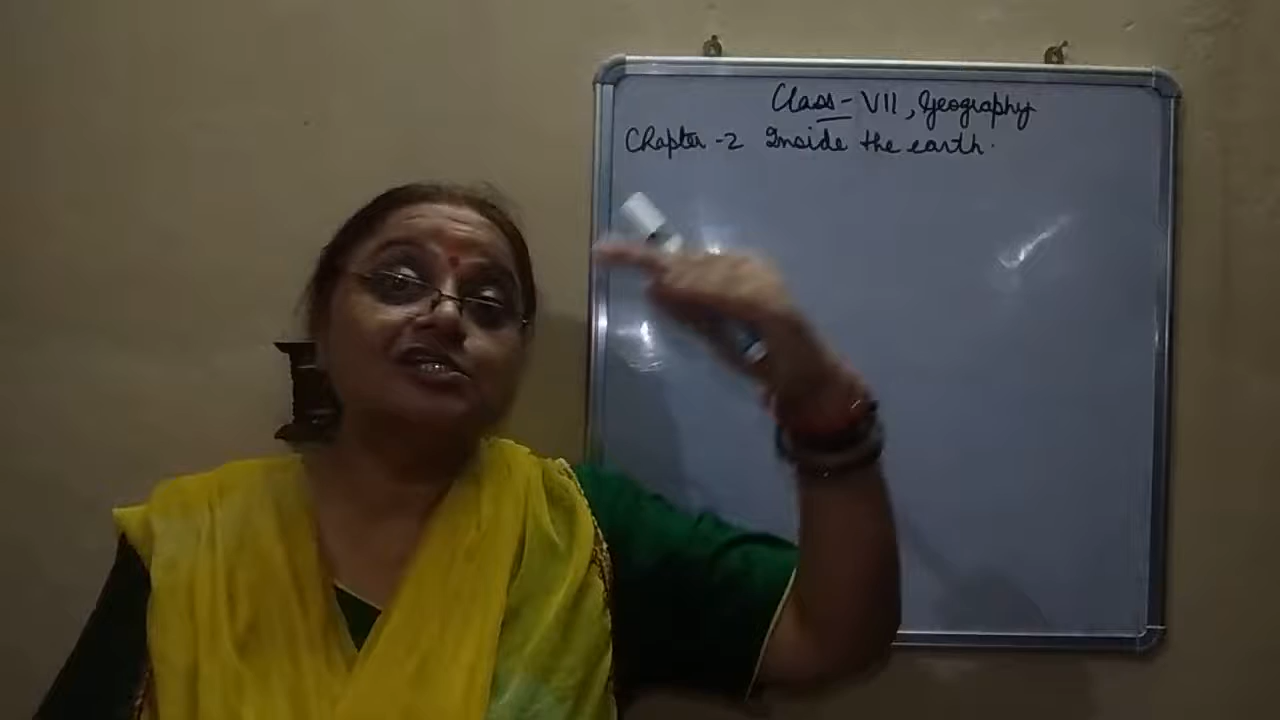 Class - VII, Geography
Chapter - 2 Inside the earth.